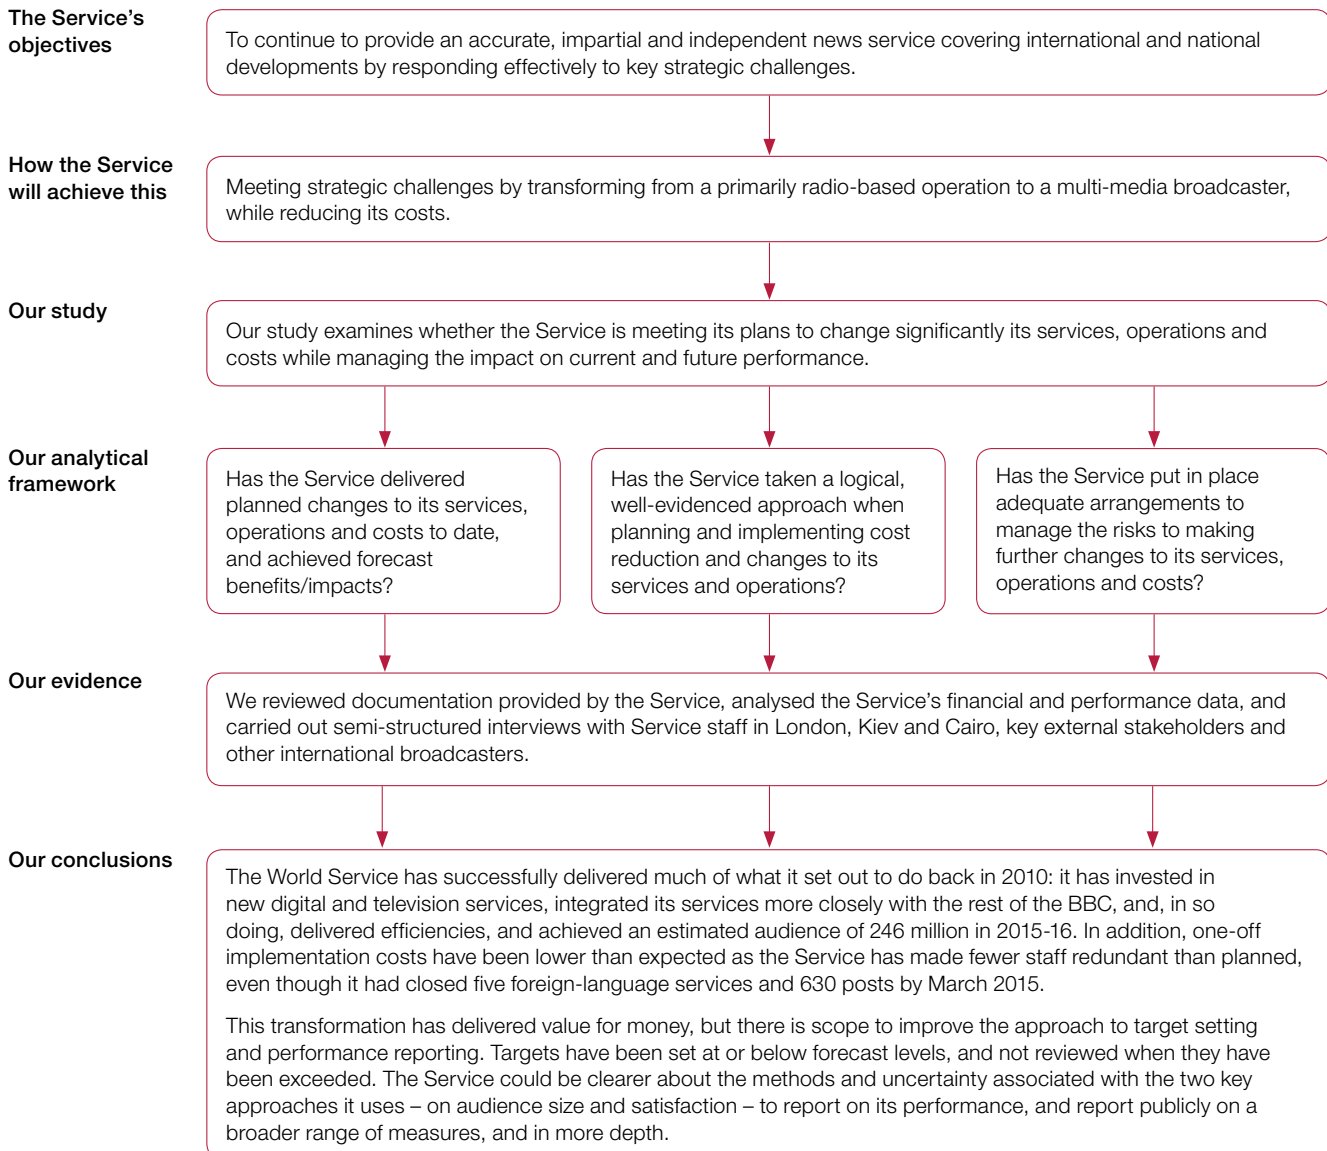 The Service’s
objectives
To continue to provide an accurate, impartial and independent news service covering international and national
developments by responding effectively to key strategic challenges.
How the Service
will achieve this
Meeting strategic challenges by transforming from a primarily radio-based operation to a multi-media broadcaster,
while reducing its costs.
Our study
Our study examines whether the Service is meeting its plans to change significantly its services, operations and
costs while managing the impact on current and future performance.
Our analytical
framework
Has the Service delivered
planned changes to its services,
operations and costs to date,
and achieved forecast
benefits/impacts?
Has the Service taken a logical,
well-evidenced approach when
planning and implementing cost
reduction and changes to its
services and operations?
Has the Service put in place
adequate arrangements to
manage the risks to making
further changes to its services,
operations and costs?
Our evidence
We reviewed documentation provided by the Service, analysed the Service’s financial and performance data, and
carried out semi-structured interviews with Service staff in London, Kiev and Cairo, key external stakeholders and
other international broadcasters.
Our conclusions
The World Service has successfully delivered much of what it set out to do back in 2010: it has invested in
new digital and television services, integrated its services more closely with the rest of the BBC, and, in so
doing, delivered efficiencies, and achieved an estimated audience of 246 million in 2015-16. In addition, one-off
implementation costs have been lower than expected as the Service has made fewer staff redundant than planned,
even though it had closed five foreign-language services and 630 posts by March 2015.
This transformation has delivered value for money, but there is scope to improve the approach to target setting
and performance reporting. Targets have been set at or below forecast levels, and not reviewed when they have
been exceeded. The Service could be clearer about the methods and uncertainty associated with the two key
approaches it uses – on audience size and satisfaction – to report on its performance, and report publicly on a
broader range of measures, and in more depth.